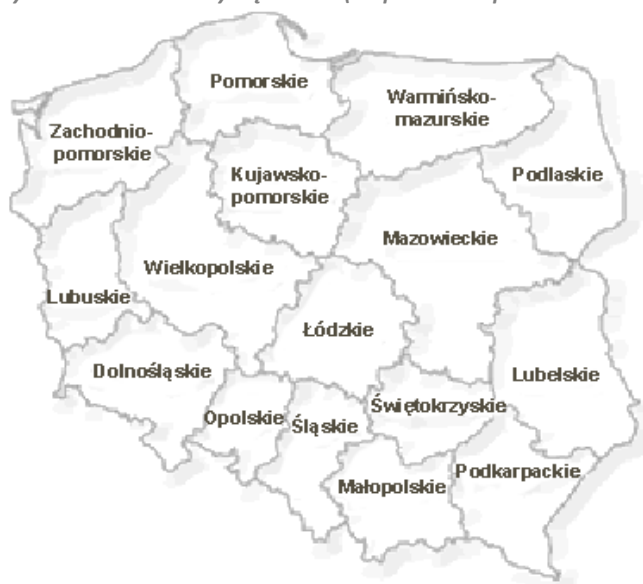 Pomorskie
Warmińsko-
mazurskie
Zachodnio-
pomorskie
Kujawsko-
pomorskie
Podlaskie
Mazowieckie
Wielkopolskie
Lubuskie
Łódzkie
Dolnośląskie
Lubelskie
Opolskie
Śląskie
Świętokrzyskie
Podkarpackie
Małopolskie